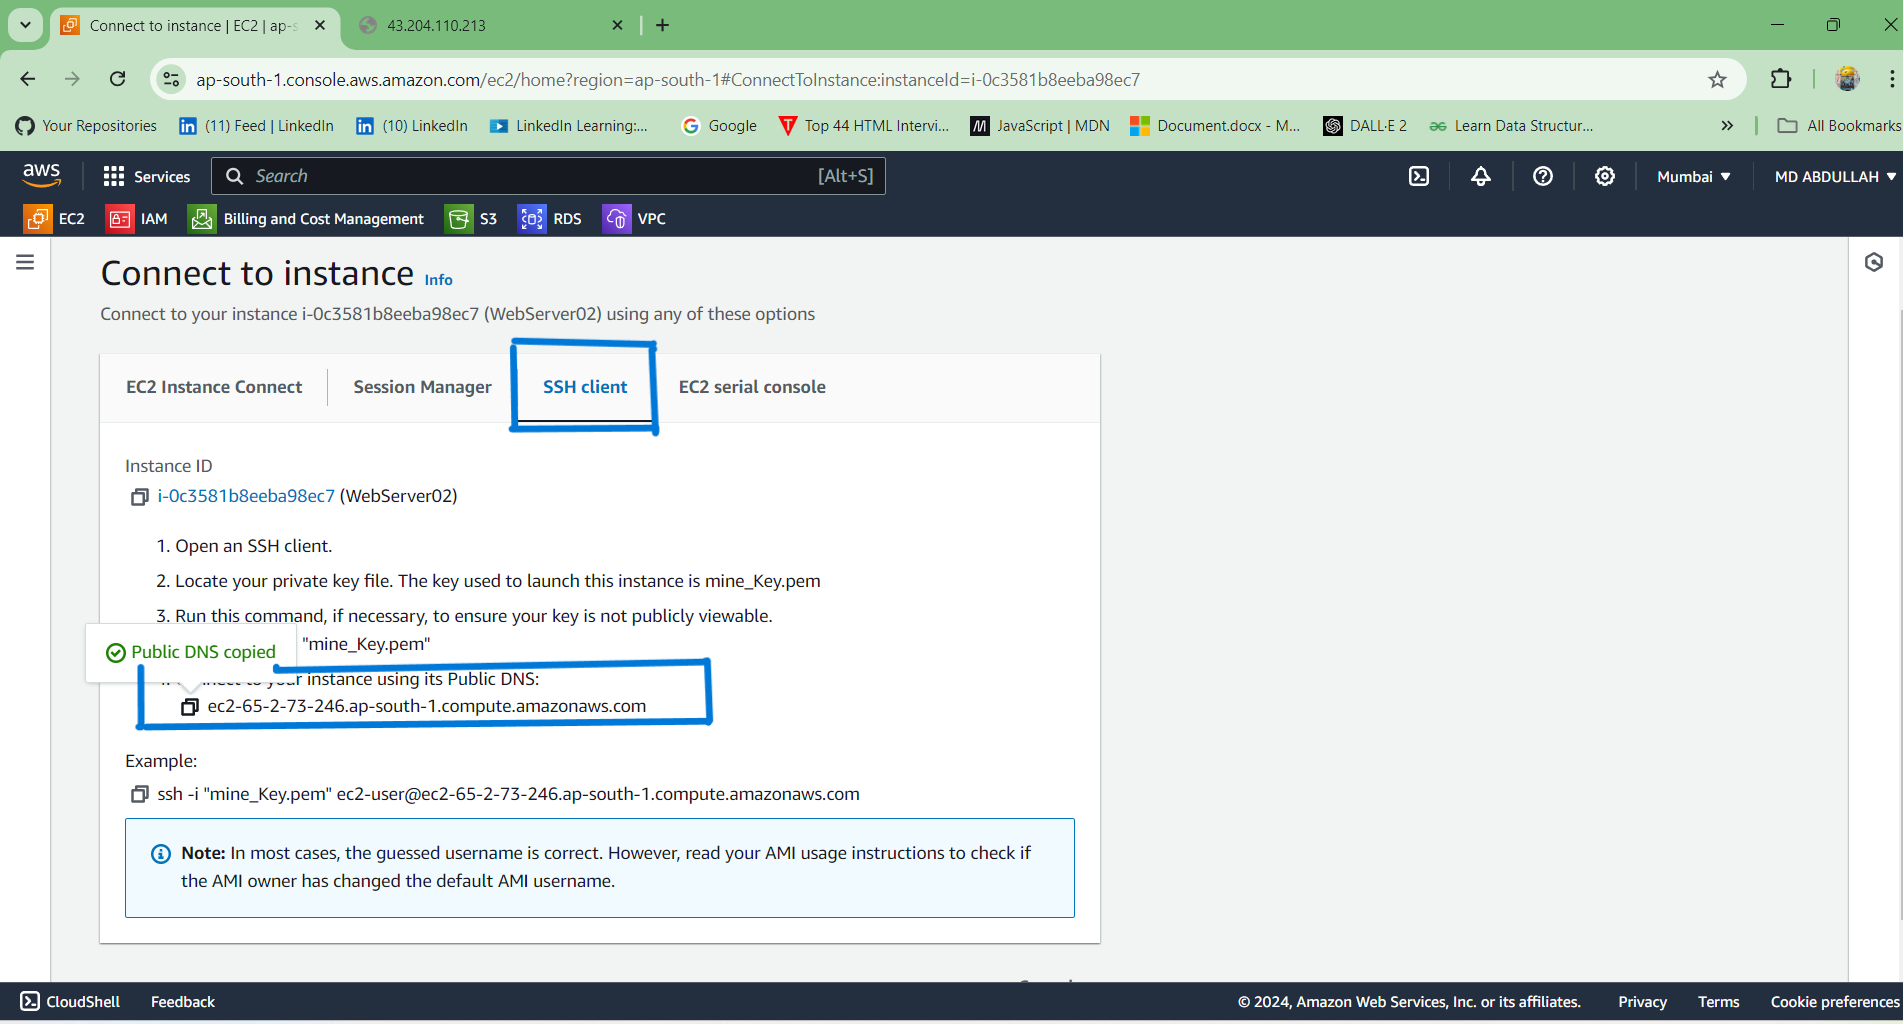 Connect to instance | EC2 | ap-s
43.204.110.213
ap-south-1.console.aws.amazon.com/ec2/home?region=ap-south-1#ConnectToInstance:instanceId=i-0c3581b8eeba98ec7
Your Repositories (11) Feed | LinkedIn (10) LinkedIn LinkedIn Learning:... Google Top 44 HTML Intervi... JavaScript | MDN Document.docx - M... DALL·E 2 Learn Data Structur... » All Bookmarks
aws Services Search [Alt+S] Mumbai MD ABDULLAH
EC2 IAM Billing and Cost Management S3 RDS VPC
Connect to instance Info
Connect to your instance i-0c3581b8eeba98ec7 (WebServer02) using any of these options
EC2 Instance Connect Session Manager SSH client EC2 serial console
Instance ID
i-0c3581b8eeba98ec7 (WebServer02)
1. Open an SSH client.
2. Locate your private key file. The key used to launch this instance is mine_Key.pem
3. Run this command, if necessary, to ensure your key is not publicly viewable.
"mine_Key.pem"
Public DNS copied
to your instance using its Public DNS:
ec2-65-2-73-246.ap-south-1.compute.amazonaws.com
Example:
ssh -i "mine_Key.pem" ec2-user@ec2-65-2-73-246.ap-south-1.compute.amazonaws.com
Note: In most cases, the guessed username is correct. However, read your AMI usage instructions to check if
the AMI owner has changed the default AMI username.
CloudShell Feedback © 2024, Amazon Web Services, Inc. or its affiliates. Privacy Terms Cookie preferences